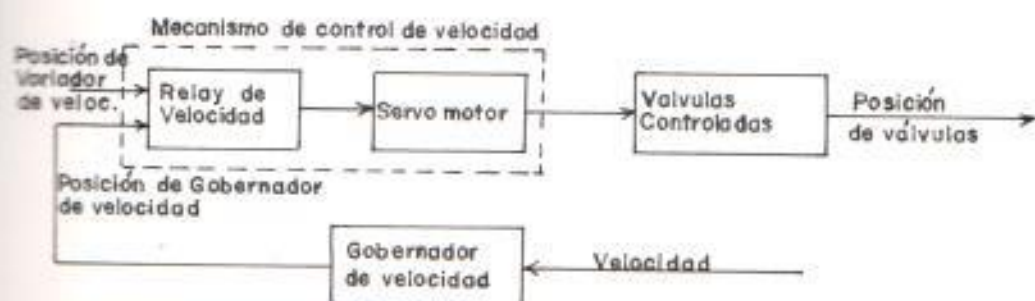 Mecanismo de control de velocidad
Posición de
Variador
de veloc.
Relay de
Velocidad
Servo motor
Valvulas
Controladas
Posición
de válvulas
Posición de Gobernador
de velocidad
Gobernador
de velocidad
Velocidad